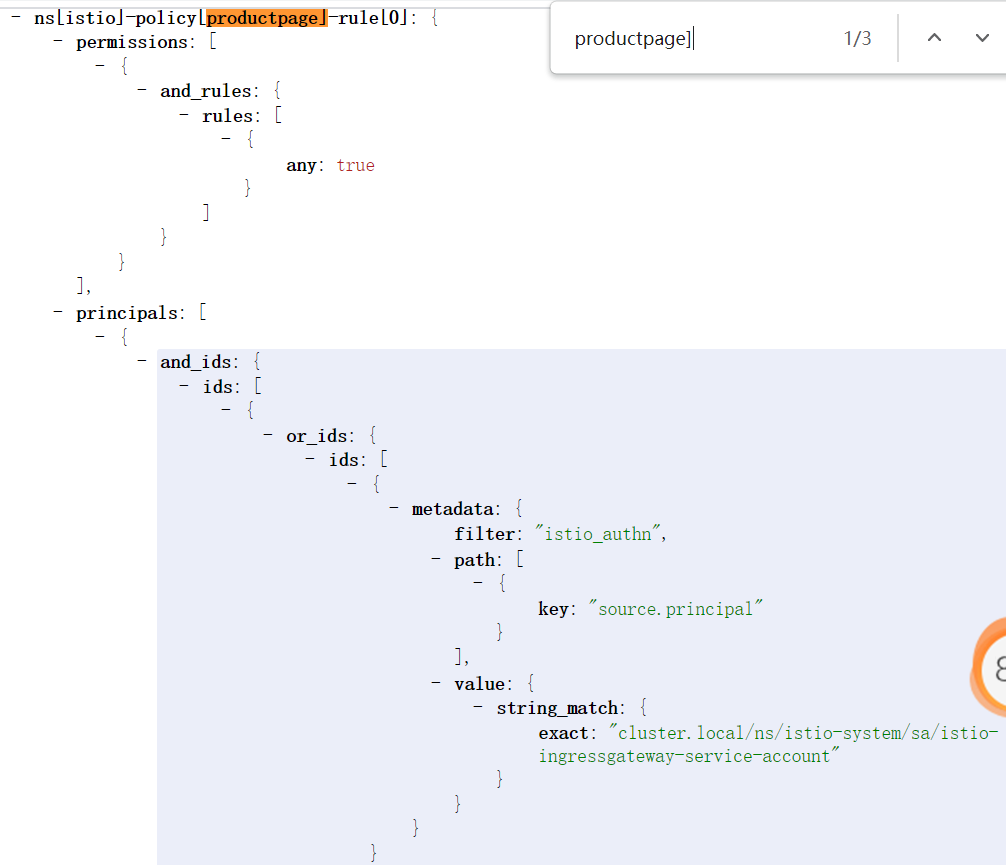 - ns[istio]-policy[productpage]-rule[0]: {
productpage]
1/3
- permissions: [
- {
- and_rules: {
- rules: [
- {
any: true
}
]
}
}
],
- principals: [
- {
- and_ids: {
- ids: [
- {
- or_ids: {
- ids: [
- {
- metadata: {
filter: "istio_authn",
- path: [
- {
key: "source.principal"
}
],
- value: {
- string_match: {
exact: "cluster.local/ns/istio-system/sa/istio-
ingressgateway-service-account"
}
}
}
}
8